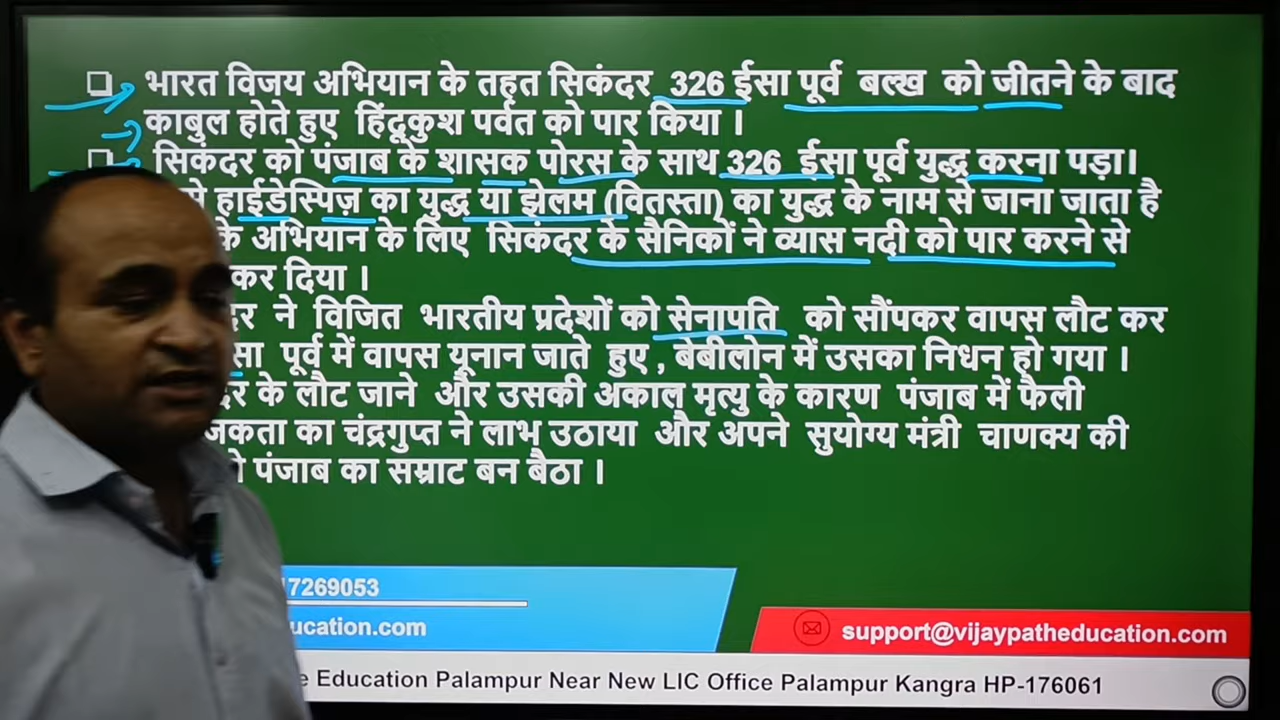 भारत विजय अभियान के तहत सिकंदर 326 ईसा पूर्व बल्ख को जीतने के बाद
काबुल होते हुए हिंदूकुश पर्वत को पार किया ।
सिकंदर को पंजाब के शासक पोरस के साथ 326 ईसा पूर्व युद्ध करना पड़ा।
हाईडेस्पिज़ का युद्ध या झेलम (वितस्ता) का युद्ध के नाम से जाना जाता है
के अभियान के लिए सिकंदर के सैनिकों ने व्यास नदी को पार करने से
कर दिया ।
ने विजित भारतीय प्रदेशों को सेनापति को सौंपकर वापस लौट कर
पूर्व में वापस यूनान जाते हुए , बेबीलोन में उसका निधन हो गया ।
के लौट जाने और उसकी अकाल मृत्यु के कारण पंजाब में फैली
का चंद्रगुप्त ने लाभ उठाया और अपने सुयोग्य मंत्री चाणक्य की
पंजाब का सम्राट बन बैठा ।
17269053
ucation.com
support@vijaypatheducation.com
Education Palampur Near New LIC Office Palampur Kangra HP-176061